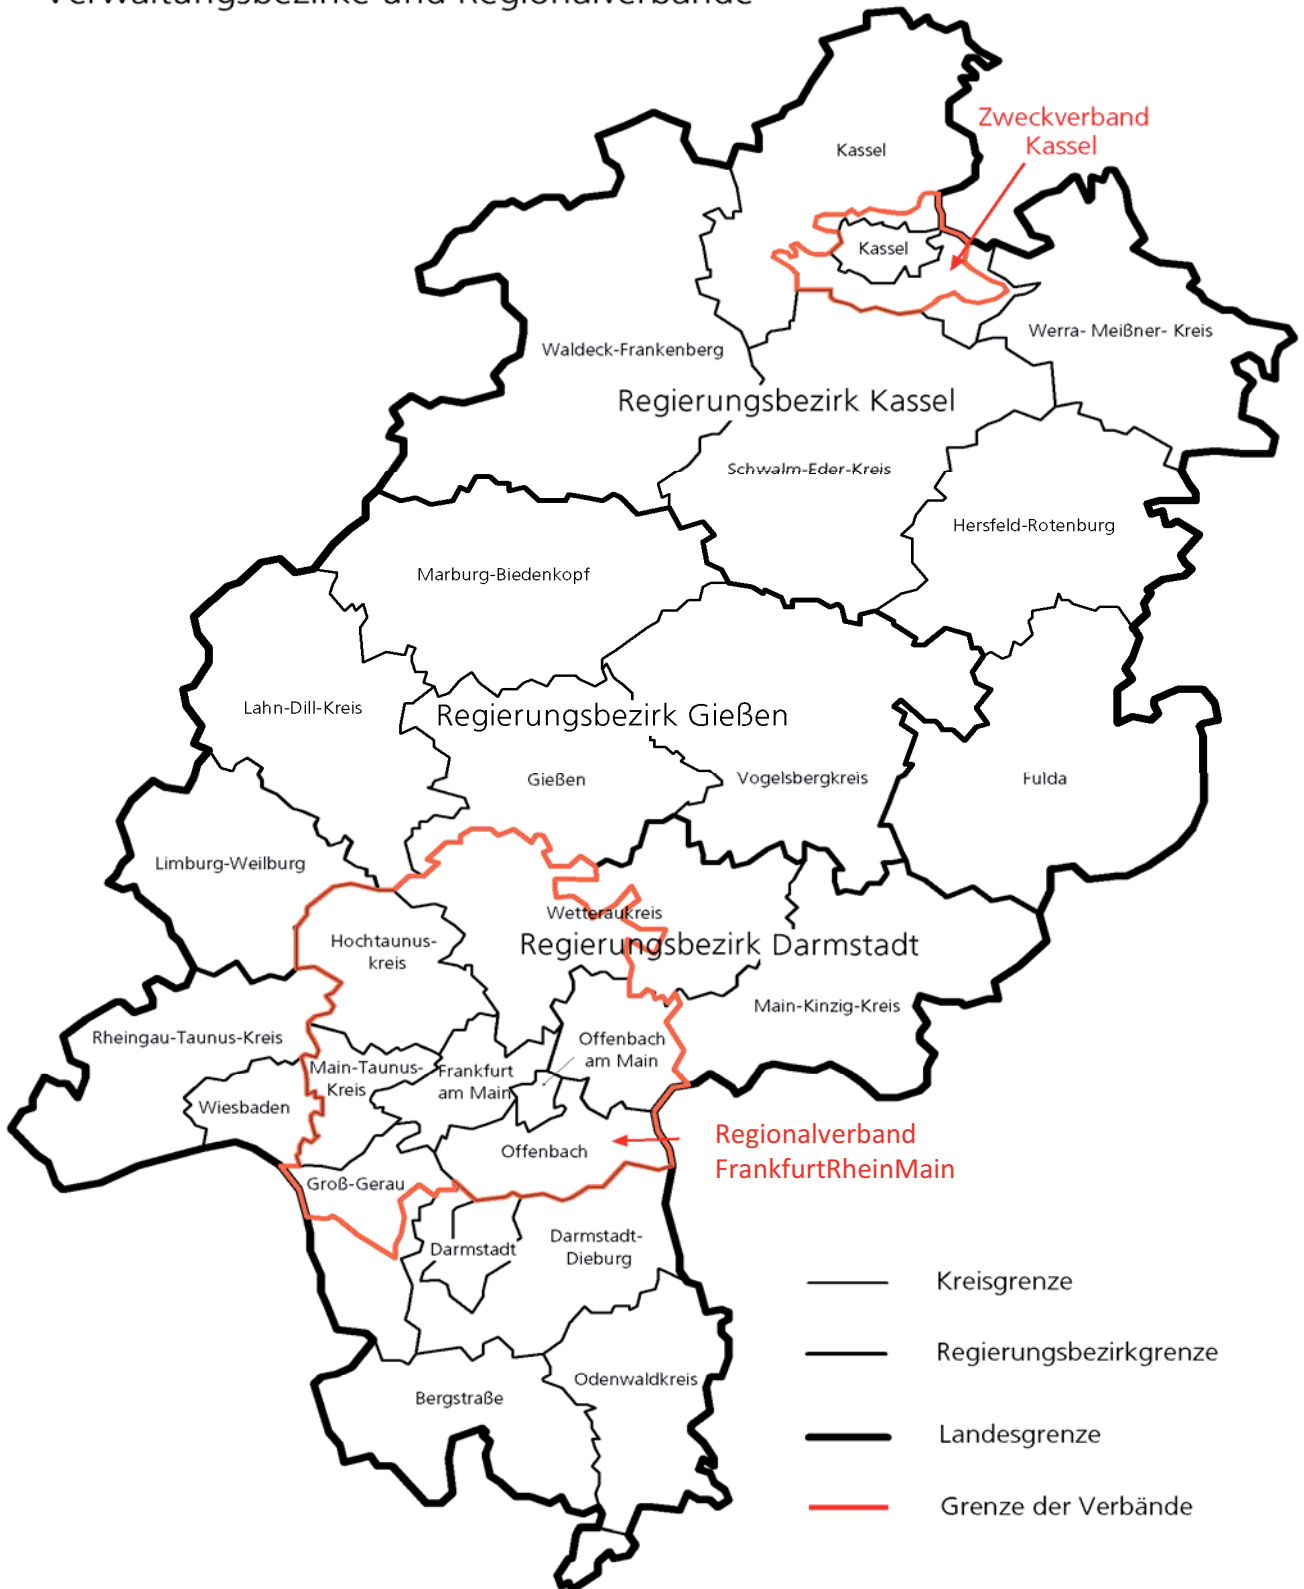 Verwaltungsbezirke und Regionalverbände
Zweckverband
Kassel
Kassel
Kassel
Werra- Meißner- Kreis
Waldeck-Frankenberg
Regierungsbezirk Kassel
Schwalm-Eder-Kreis
Hersfeld-Rotenburg
Marburg-Biedenkopf
Lahn-Dill-Kreis
Regierungsbezirk Gießen
Gießen
Vogelsbergkreis
Fulda
Limburg-Weilburg
Wetteraukreis
Hochtaunus-
kreis
Regierungsbezirk Darmstadt
Main-Kinzig-Kreis
Rheingau-Taunus-Kreis
Offenbach
am Main
Main-Taunus-
Kreis
Frankfurt
am Main
Wiesbaden
Offenbach
Regionalverband
FrankfurtRheinMain
Groß-Gerau
Darmstadt
Darmstadt-
Dieburg
Kreisgrenze
Regierungsbezirkgrenze
Odenwaldkreis
Bergstraße
Landesgrenze
Grenze der Verbände